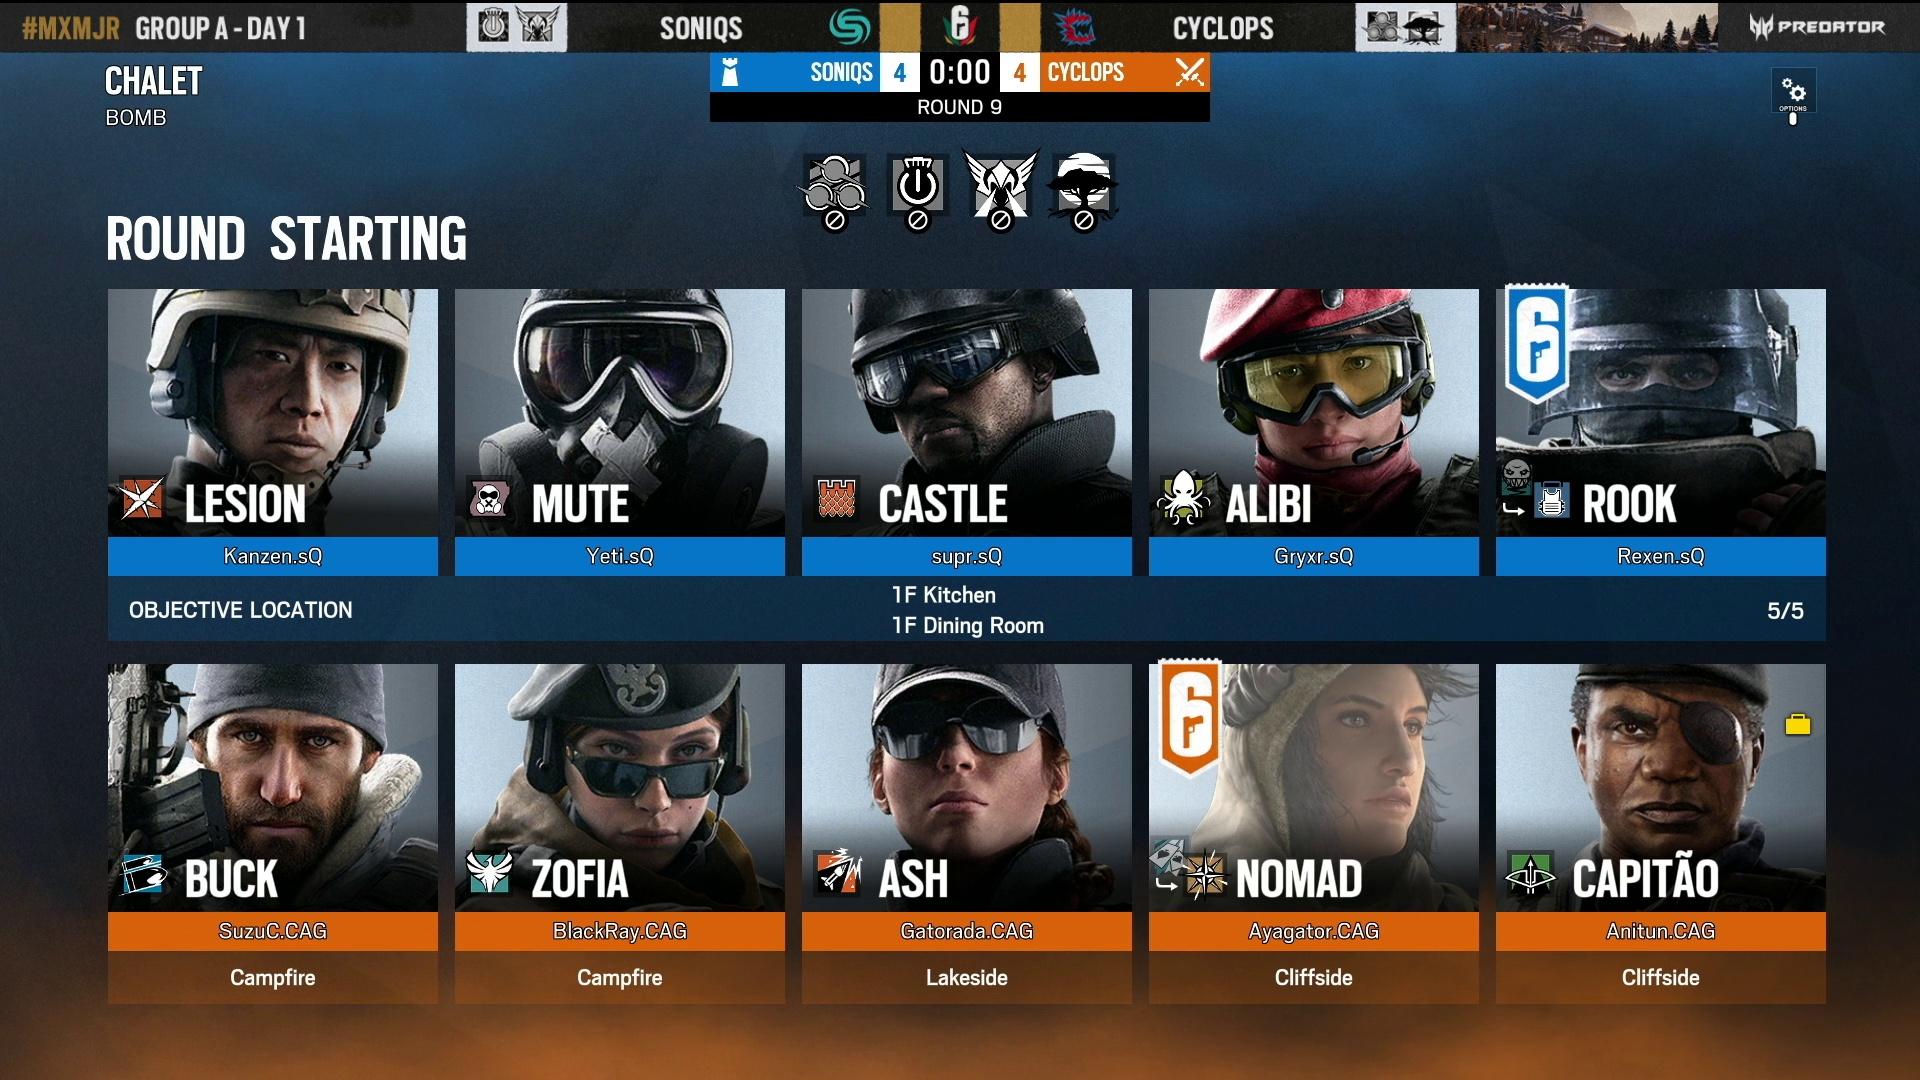 #MXMJR GROUP A - DAY 1
SONIQS
CYCLOPS
PREDATOR
CHALET
BOMB
SONIQS 4 0:00 4 CYCLOPS
ROUND 9
OPTIONS
ROUND STARTING
LESION
MUTE
CASTLE
ALIBI
ROOK
Kanzen.sQ
Yeti.sQ
supr.sQ
Gryxr.sQ
Rexen.sQ
OBJECTIVE LOCATION
1F Kitchen
1F Dining Room
5/5
BUCK
ZOFIA
ASH
NOMAD
CAPITÃO
SuzuC.CAG
BlackRay.CAG
Gatorada.CAG
Ayagator.CAG
Anitun.CAG
Campfire
Campfire
Lakeside
Cliffside
Cliffside